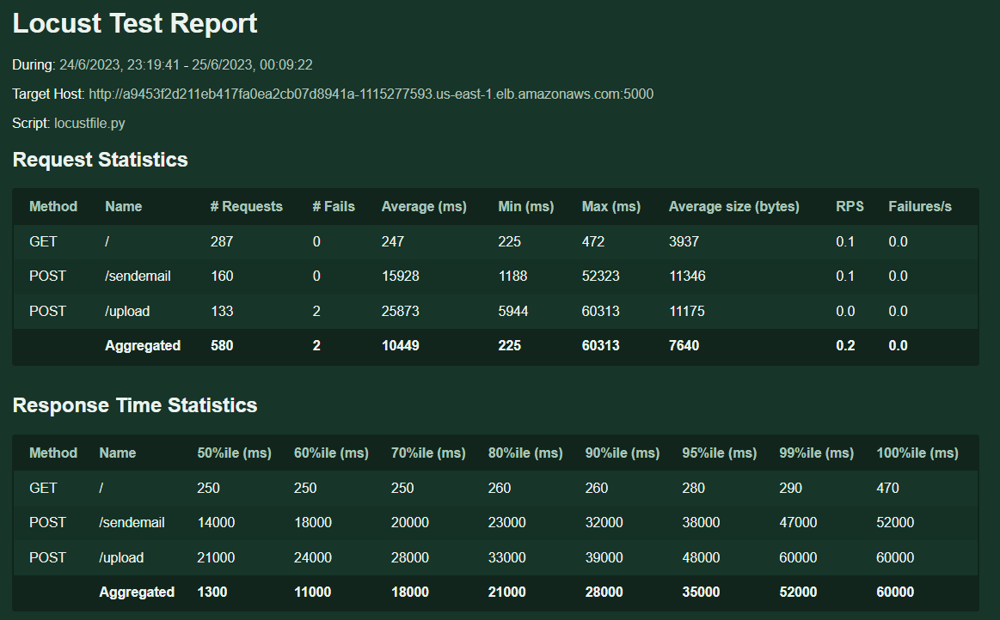 Locust Test Report
During: 24/6/2023, 23:19:41 - 25/6/2023, 00:09:22
Target Host: http://a9453f2d211eb417fa0ea2cb07d8941a-1115277593.us-east-1.elb.amazonaws.com:5000
Script: locustfile.py
Request Statistics
Method Name # Requests # Fails Average (ms) Min (ms) Max (ms) Average size (bytes) RPS Failures/s
GET / 287 0 247 225 472 3937 0.1 0.0
POST /sendemail 160 0 15928 1188 52323 11346 0.1 0.0
POST /upload 133 2 25873 5944 60313 11175 0.0 0.0
Aggregated 580 2 10449 225 60313 7640 0.2 0.0
Response Time Statistics
Method Name 50%ile (ms) 60%ile (ms) 70%ile (ms) 80%ile (ms) 90%ile (ms) 95%ile (ms) 99%ile (ms) 100%ile (ms)
GET / 250 250 250 260 260 280 290 470
POST /sendemail 14000 18000 20000 23000 32000 38000 47000 52000
POST /upload 21000 24000 28000 33000 39000 48000 60000 60000
Aggregated 1300 11000 18000 21000 28000 35000 52000 60000